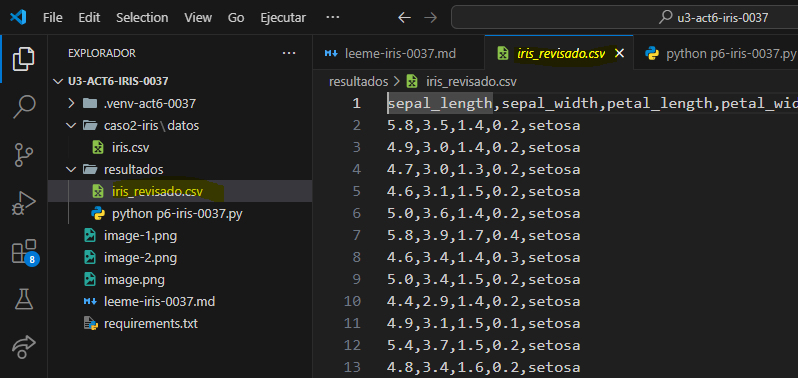 File Edit Selection View Ejecutar ··· u3-act6-iris-0037
EXPLORADOR ···
U3-ACT6-IRIS-0037
.venv-act6-0037
caso2-iris\datos
iris.csv
resultados
iris_revisado.csv
python p6-iris-0037.py
image-1.png
image-2.png
image.png
leeme-iris-0037.md
requirements.txt
8
leeme-iris-0037.md iris_revisado.csv python p6-iris-0037.py
resultados > iris_revisado.csv
1 sepal_length,sepal_width,petal_length,petal_wid
2 5.8,3.5,1.4,0.2,setosa
3 4.9,3.0,1.4,0.2,setosa
4 4.7,3.0,1.3,0.2,setosa
5 4.6,3.1,1.5,0.2,setosa
6 5.0,3.6,1.4,0.2,setosa
7 5.8,3.9,1.7,0.4,setosa
8 4.6,3.4,1.4,0.3,setosa
9 5.0,3.4,1.5,0.2,setosa
10 4.4,2.9,1.4,0.2,setosa
11 4.9,3.1,1.5,0.1,setosa
12 5.4,3.7,1.5,0.2,setosa
13 4.8,3.4,1.6,0.2,setosa